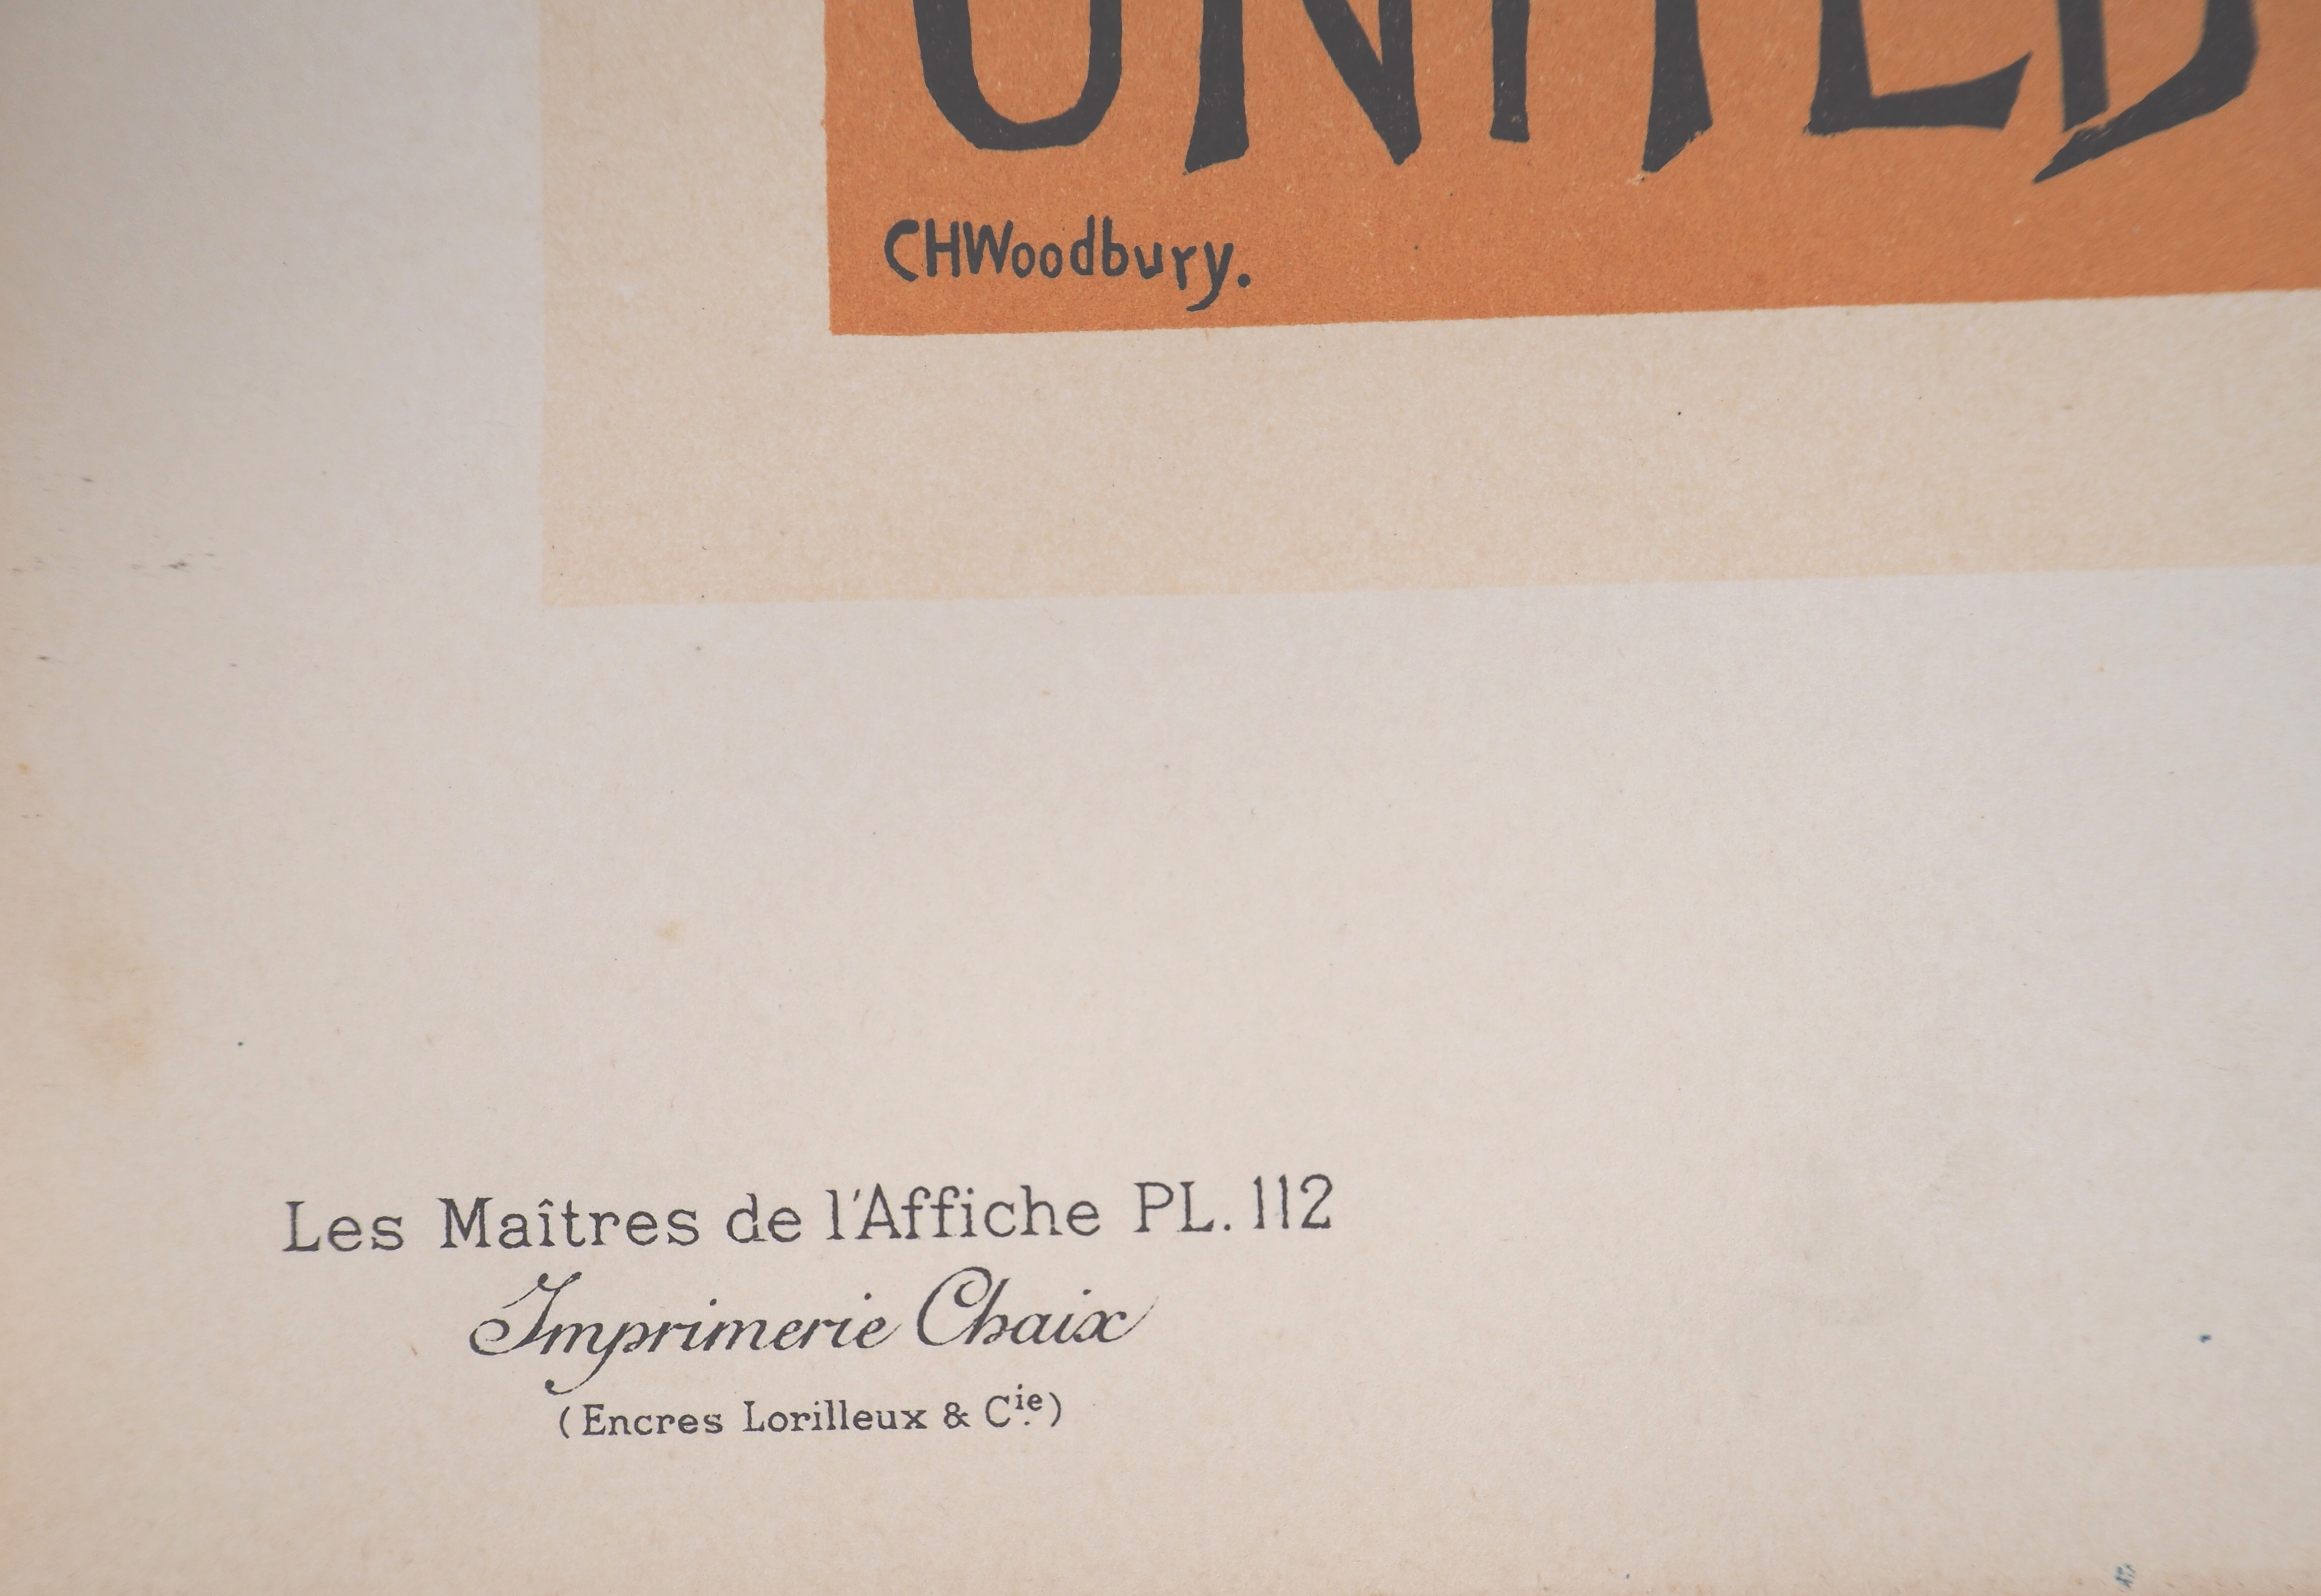 UNITED
CHWoodbury.
Les Maîtres de l'Affiche PL. 112
Imprimerie Chaix
(Encres Lorilleux & Cie)